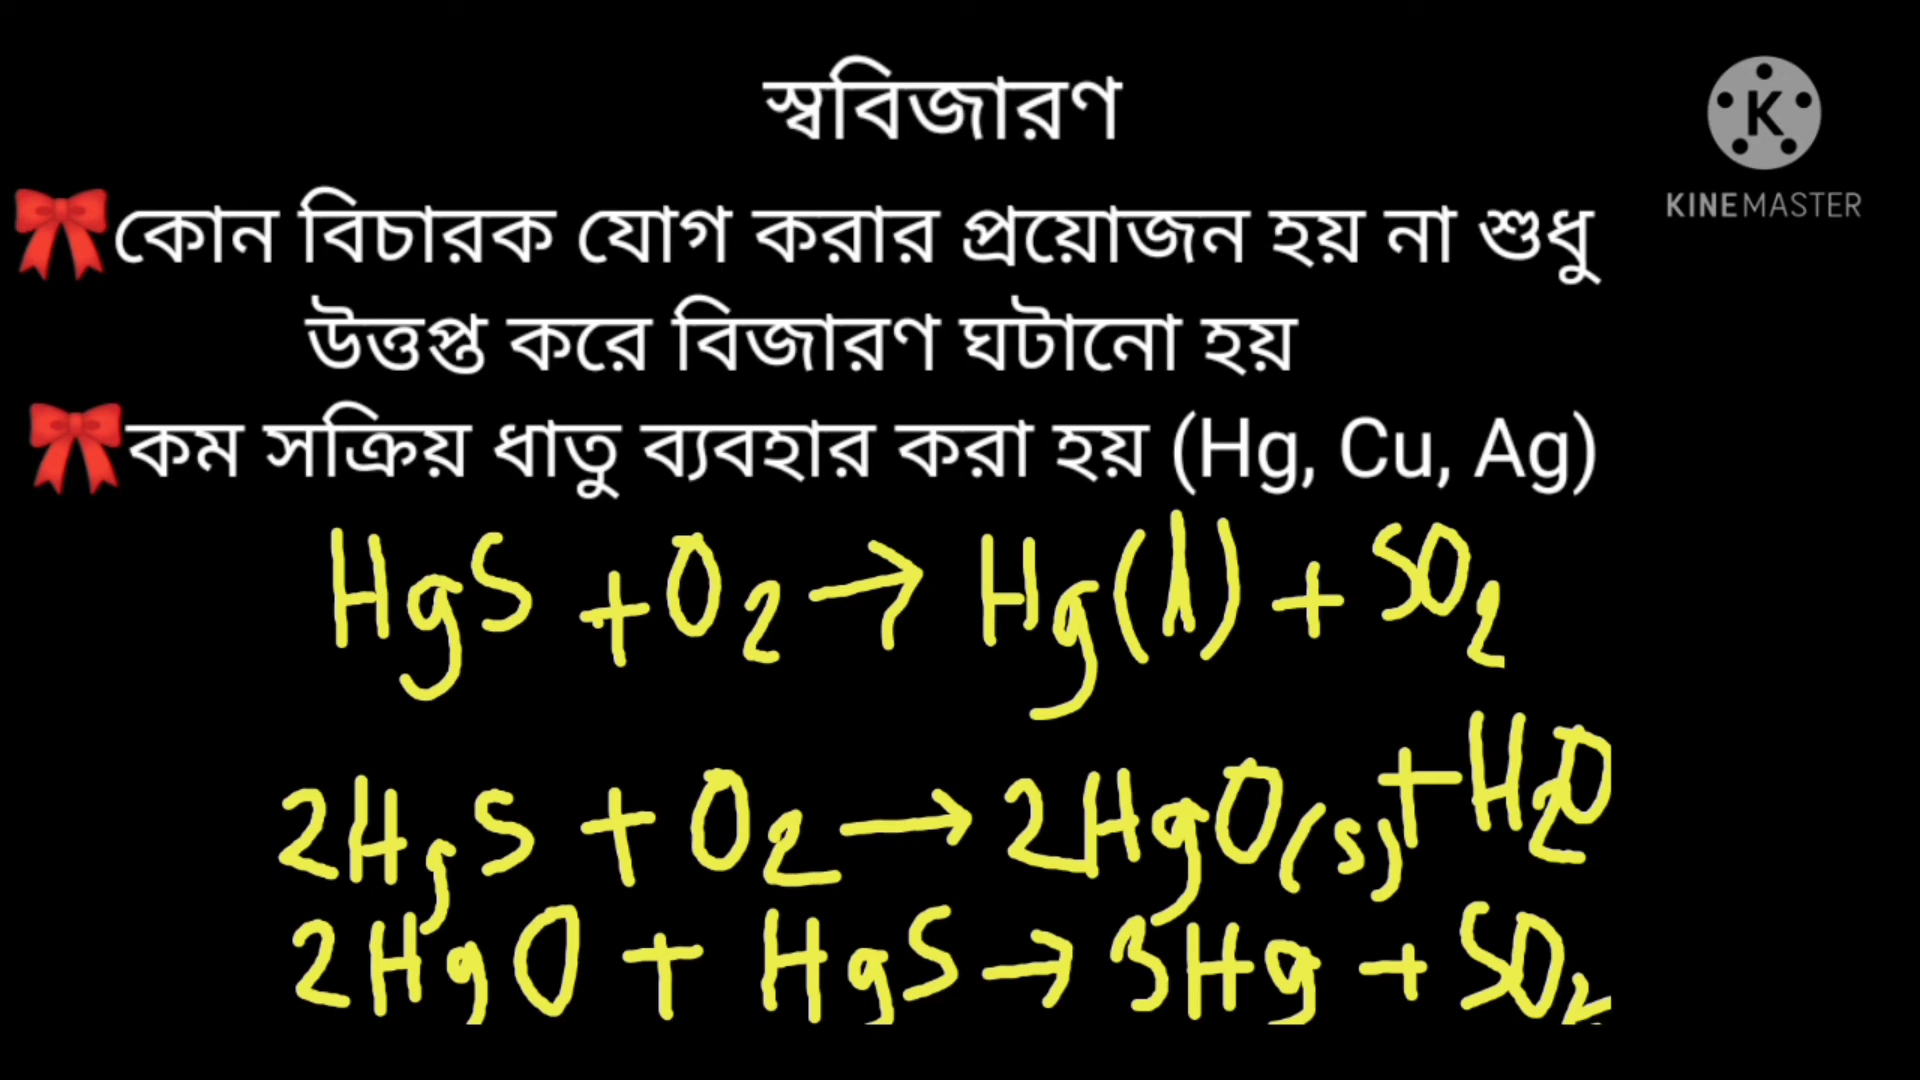 স্ববিজারণ
K
KINEMASTER
🎀কোন বিচারক যোগ করার প্রয়োজন হয় না শুধু
উত্তপ্ত করে বিজারণ ঘটানো হয়
🎀কম সক্রিয় ধাতু ব্যবহার করা হয় (Hg, Cu, Ag)
HgS + O₂ → Hg(l) + SO₂
2HgS + O₂ → 2HgO(s) + H₂O
2HgO + HgS → 3Hg + SO₂